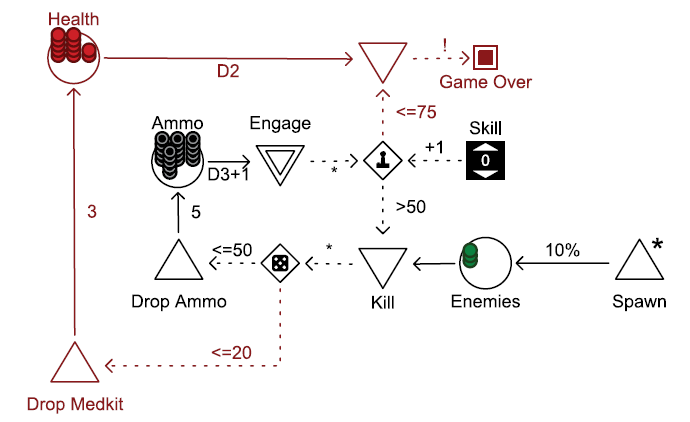 Health
!
D2
Game Over
<=75
Ammo
Engage
Skill
+1
0
D3+1
*
>50
3
5
<=50
*
10%
*
Drop Ammo
Kill
Enemies
Spawn
<=20
Drop Medkit